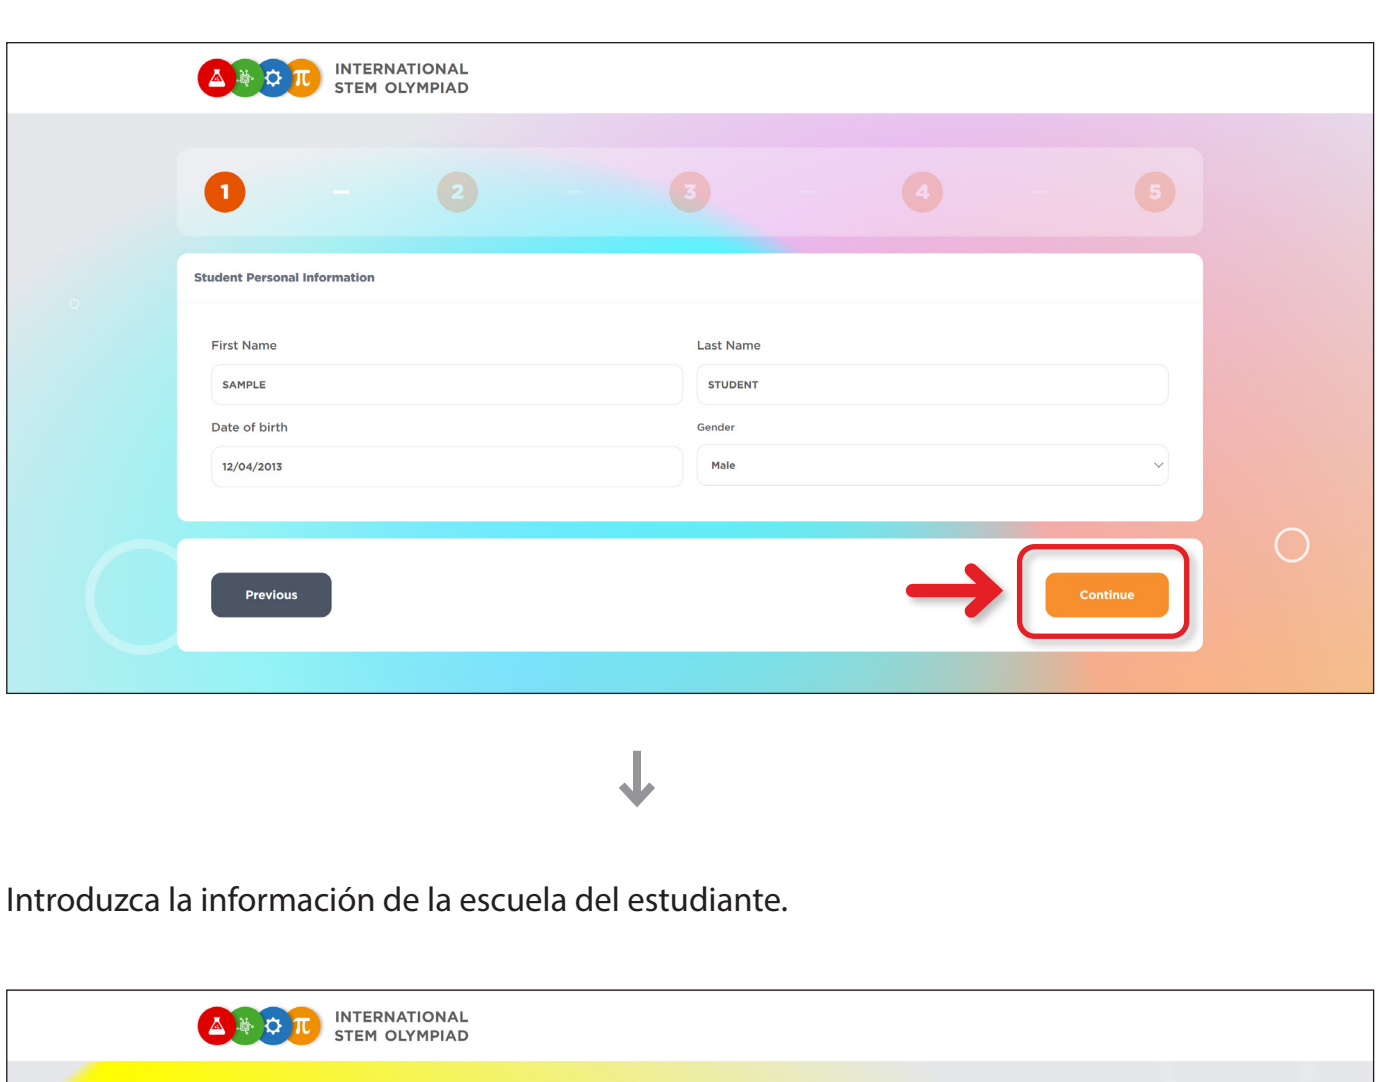 INTERNATIONAL
STEM OLYMPIAD
1 2 3 4 5
Student Personal Information
First Name Last Name
SAMPLE STUDENT
Date of birth Gender
12/04/2013 Male
Previous Continue
Introduzca la información de la escuela del estudiante.
INTERNATIONAL
STEM OLYMPIAD